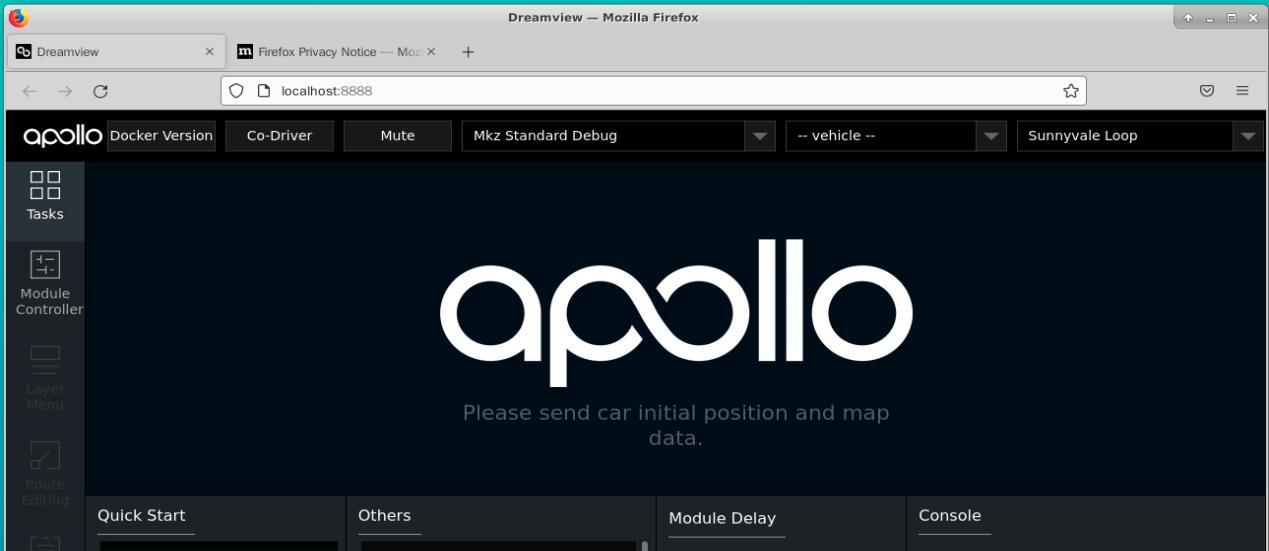 Dreamview — Mozilla Firefox
Dreamview
m Firefox Privacy Notice — Moz
localhost:8888
apollo Docker Version Co-Driver Mute Mkz Standard Debug -- vehicle -- Sunnyvale Loop
Tasks
Module
Controller
Layer
Menu
Route
Editing
apollo
Please send car initial position and map
data.
Quick Start Others Module Delay Console